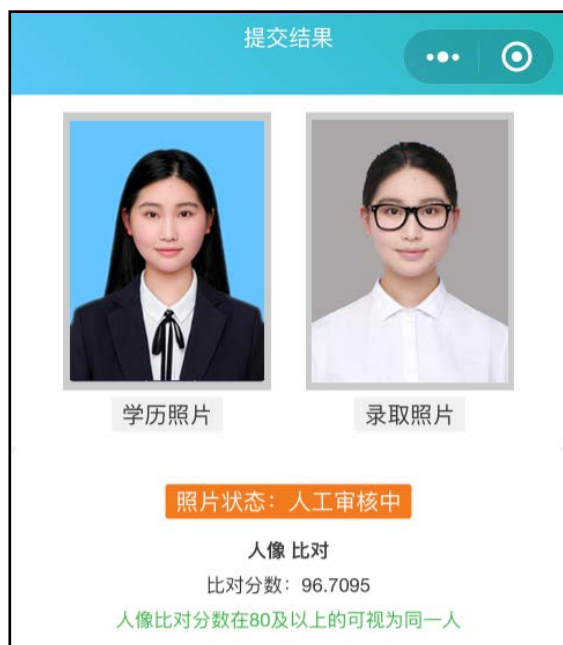 提交结果
学历照片
录取照片
照片状态：人工审核中
人像 比对
比对分数：96.7095
人像比对分数在80及以上的可视为同一人